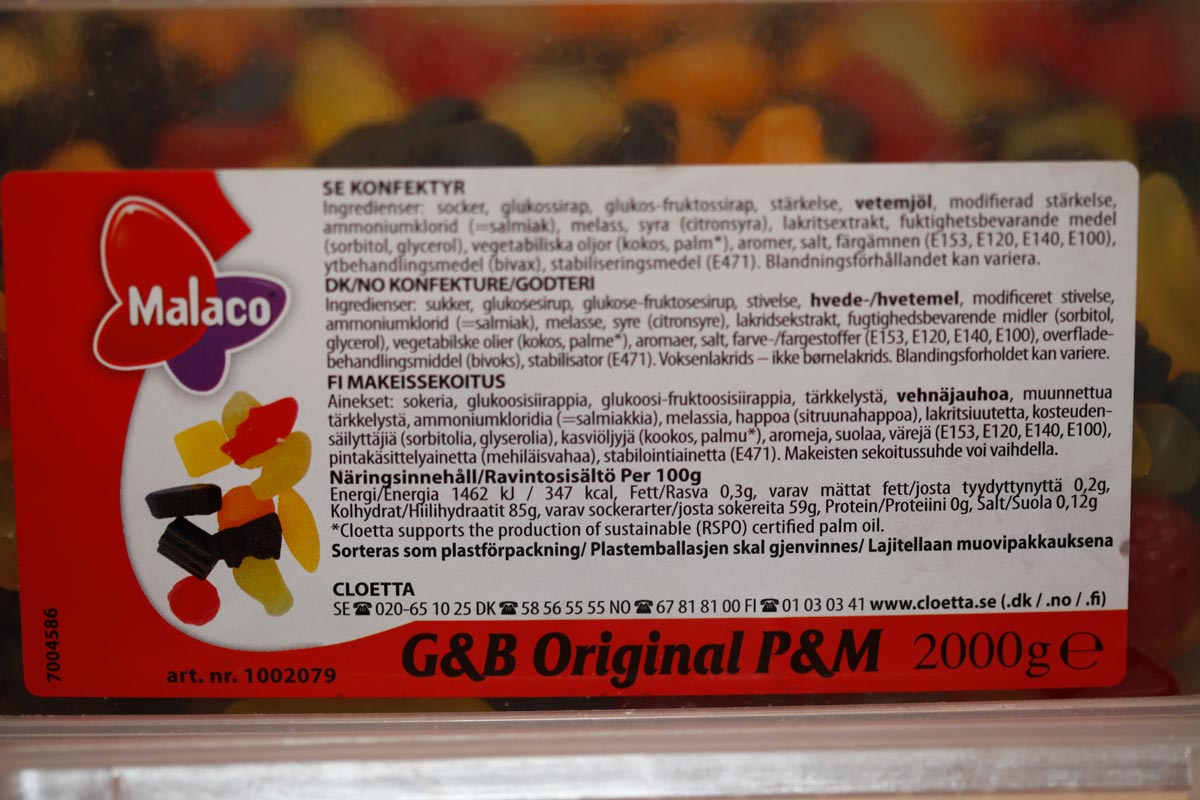 Malaco
SE KONFEKTYR
Ingredienser: socker, glukossirap, glukos-fruktossirap, stärkelse, vetemjöl, modifierad stärkelse,
ammoniumklorid (=salmiak), melass, syra (citronsyra), lakritsextrakt, fuktighetsbevarande medel
(sorbitol, glycerol), vegetabiliska oljor (kokos, palm*), aromer, salt, färgämnen (E153, E120, E140, E100),
ytbehandlingsmedel (bivax), stabiliseringsmedel (E471). Blandningsförhållandet kan variera.
DK/NO KONFEKTURE/GODTERI
Ingredienser: sukker, glukosesirup, glukose-fruktosesirup, stivelse, hvede-/hvetemel, modificeret stivelse,
ammoniumklorid (=salmiak), melasse, syre (citronsyre), lakridsekstrakt, fugtighedsbevarende midler (sorbitol,
glycerol), vegetabilske olier (kokos, palme*), aromaer, salt, farve-/fargestoffer (E153, E120, E140, E100), overflade-
behandlingsmiddel (bivoks), stabilisator (E471). Voksenlakrids – ikke børnelakrids. Blandingsforholdet kan variere.
FI MAKEISSEKOITUS
Ainekset: sokeria, glukoosisiirappia, glukoosi-fruktoosisiirappia, tärkkelystä, vehnäjauhoa, muunnettua
tärkkelystä, ammoniumkloridia (=salmiakkia), melassia, happoa (sitruunahappoa), lakritsiuutetta, kosteuden-
säilyttäjiä (sorbitolia, glyserolia), kasviöljyjä (kookos, palmu*), aromeja, suolaa, värejä (E153, E120, E140, E100),
pintakäsittelyainetta (mehiläisvahaa), stabilointiainetta (E471). Makeisten sekoitussuhde voi vaihdella.
Näringsinnehåll/Ravintosisältö Per 100g
Energi/Energia 1462 kJ / 347 kcal, Fett/Rasva 0,3g, varav mättat fett/josta tyydyttynyttä 0,2g,
Kolhydrat/Hiilihydraatit 85g, varav sockerarter/josta sokereita 59g, Protein/Proteiini 0g, Salt/Suola 0,12g
*Cloetta supports the production of sustainable (RSPO) certified palm oil.
Sorteras som plastförpackning/ Plastemballasjen skal gjenvinnes/ Lajitellaan muovipakkauksena
CLOETTA
SE ☎ 020-65 10 25 DK ☎ 58 56 55 55 NO ☎ 67 81 81 00 FI ☎ 01 03 03 41 www.cloetta.se (.dk / .no / .fi)
7004586
art. nr. 1002079
G&B Original P&M 2000g ℮